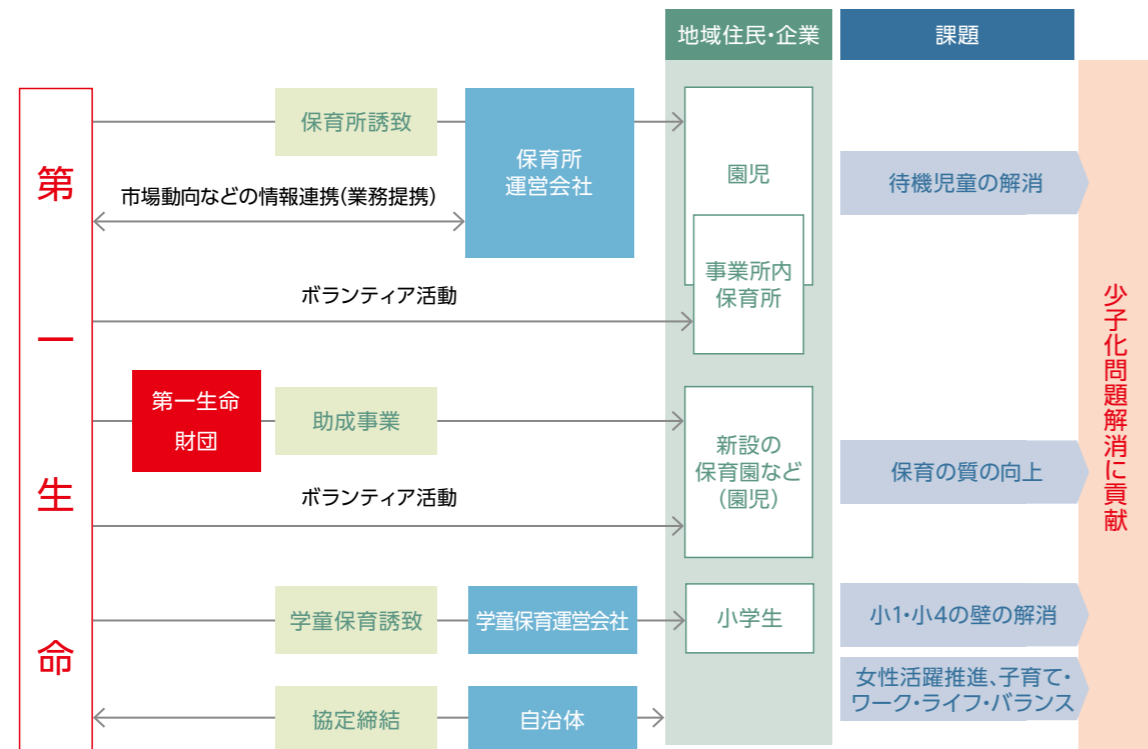 地域住民・企業
課題
第一生命
保育所誘致
保育所
運営会社
市場動向などの情報連携(業務提携)
園児
待機児童の解消
事業所内
保育所
ボランティア活動
第一生命
財団
助成事業
新設の
保育園など
(園児)
保育の質の向上
ボランティア活動
学童保育誘致
学童保育運営会社
小学生
小1・小4の壁の解消
協定締結
自治体
女性活躍推進、子育て・
ワーク・ライフ・バランス
少子化問題解消に貢献